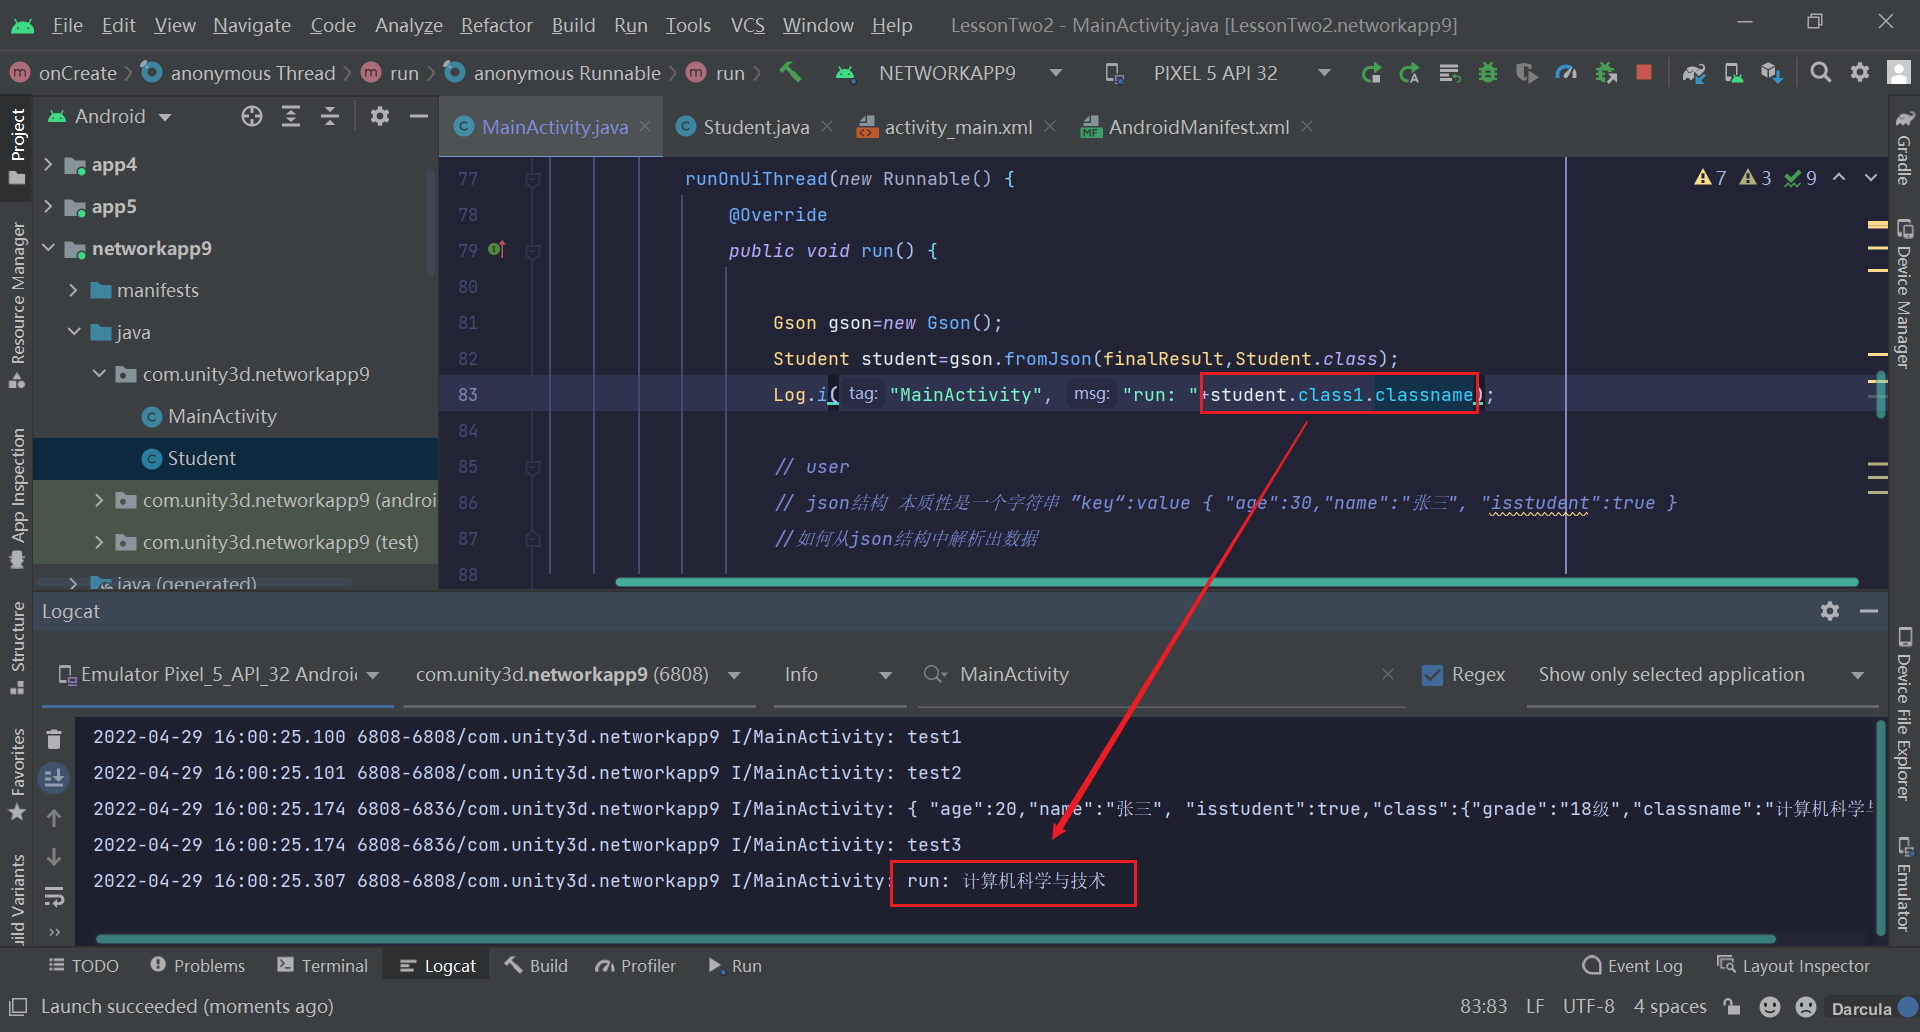 File Edit View Navigate Code Analyze Refactor Build Run Tools VCS Window Help LessonTwo2 - MainActivity.java [LessonTwo2.networkapp9]
onCreate anonymous Thread run anonymous Runnable run NETWORKAPP9 PIXEL 5 API 32
Android
MainActivity.java Student.java activity_main.xml AndroidManifest.xml
Project
Resource Manager
App Inspection
Structure
Favorites
ild Variants
app4
app5
networkapp9
manifests
java
com.unity3d.networkapp9
MainActivity
Student
com.unity3d.networkapp9 (androi
com.unity3d.networkapp9 (test)
java (generated)
7 3 9
77 runOnUiThread(new Runnable() {
78 @Override
79 public void run() {
80
81 Gson gson=new Gson();
82 Student student=gson.fromJson(finalResult,Student.class);
83 Log.i( tag: "MainActivity", msg: "run: "+student.class1.classname);
84
85 // user
86 // json结构 本质性是一个字符串 ”key“:value { "age":30,"name":"张三", "isstudent":true }
87 //如何从json结构中解析出数据
88
Gradle
Device Manager
Device File Explorer
Emulator
Logcat
Emulator Pixel_5_API_32 Androi com.unity3d.networkapp9 (6808) Info MainActivity Regex Show only selected application
2022-04-29 16:00:25.100 6808-6808/com.unity3d.networkapp9 I/MainActivity: test1
2022-04-29 16:00:25.101 6808-6808/com.unity3d.networkapp9 I/MainActivity: test2
2022-04-29 16:00:25.174 6808-6836/com.unity3d.networkapp9 I/MainActivity: { "age":20,"name":"张三", "isstudent":true,"class":{"grade":"18级","classname":"计算机科学与
2022-04-29 16:00:25.174 6808-6836/com.unity3d.networkapp9 I/MainActivity: test3
2022-04-29 16:00:25.307 6808-6808/com.unity3d.networkapp9 I/MainActivity: run: 计算机科学与技术
TODO Problems Terminal Logcat Build Profiler Run Event Log Layout Inspector
Launch succeeded (moments ago) 83:83 LF UTF-8 4 spaces Darcula